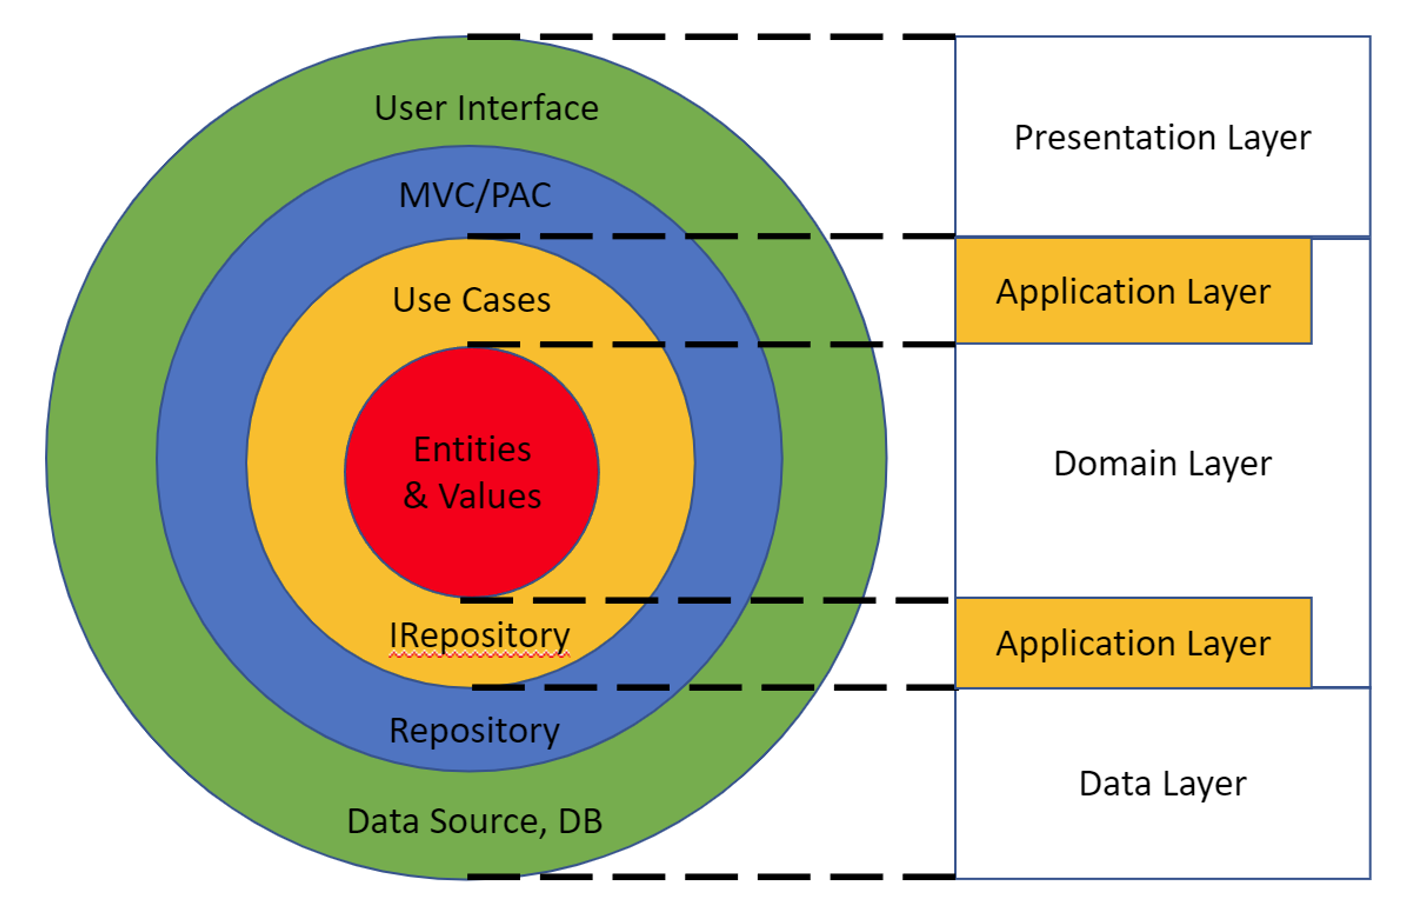 User Interface
MVC/PAC
Use Cases
Entities
& Values
IRepository
Repository
Data Source, DB
Presentation Layer
Application Layer
Domain Layer
Application Layer
Data Layer